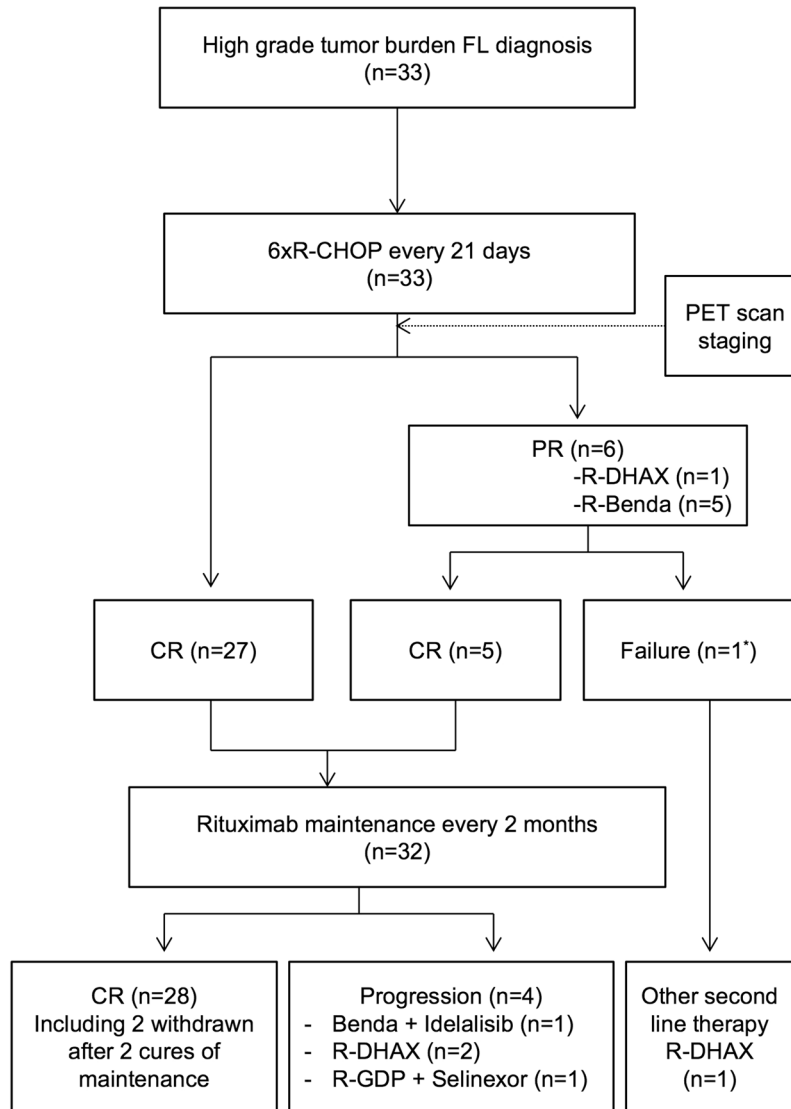 High grade tumor burden FL diagnosis
(n=33)
6xR-CHOP every 21 days
(n=33)
PET scan
staging
PR (n=6)
-R-DHAX (n=1)
-R-Benda (n=5)
CR (n=27)
CR (n=5)
Failure (n=1*)
Rituximab maintenance every 2 months
(n=32)
CR (n=28)
Including 2 withdrawn
after 2 cures of
maintenance
Progression (n=4)
- Benda + Idelalisib (n=1)
- R-DHAX (n=2)
- R-GDP + Selinexor (n=1)
Other second
line therapy
R-DHAX
(n=1)